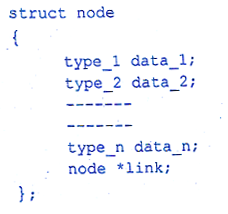 struct node
{
type_1 data_1;
type_2 data_2;
-------
-------
type_n data_n;
node *link;
};